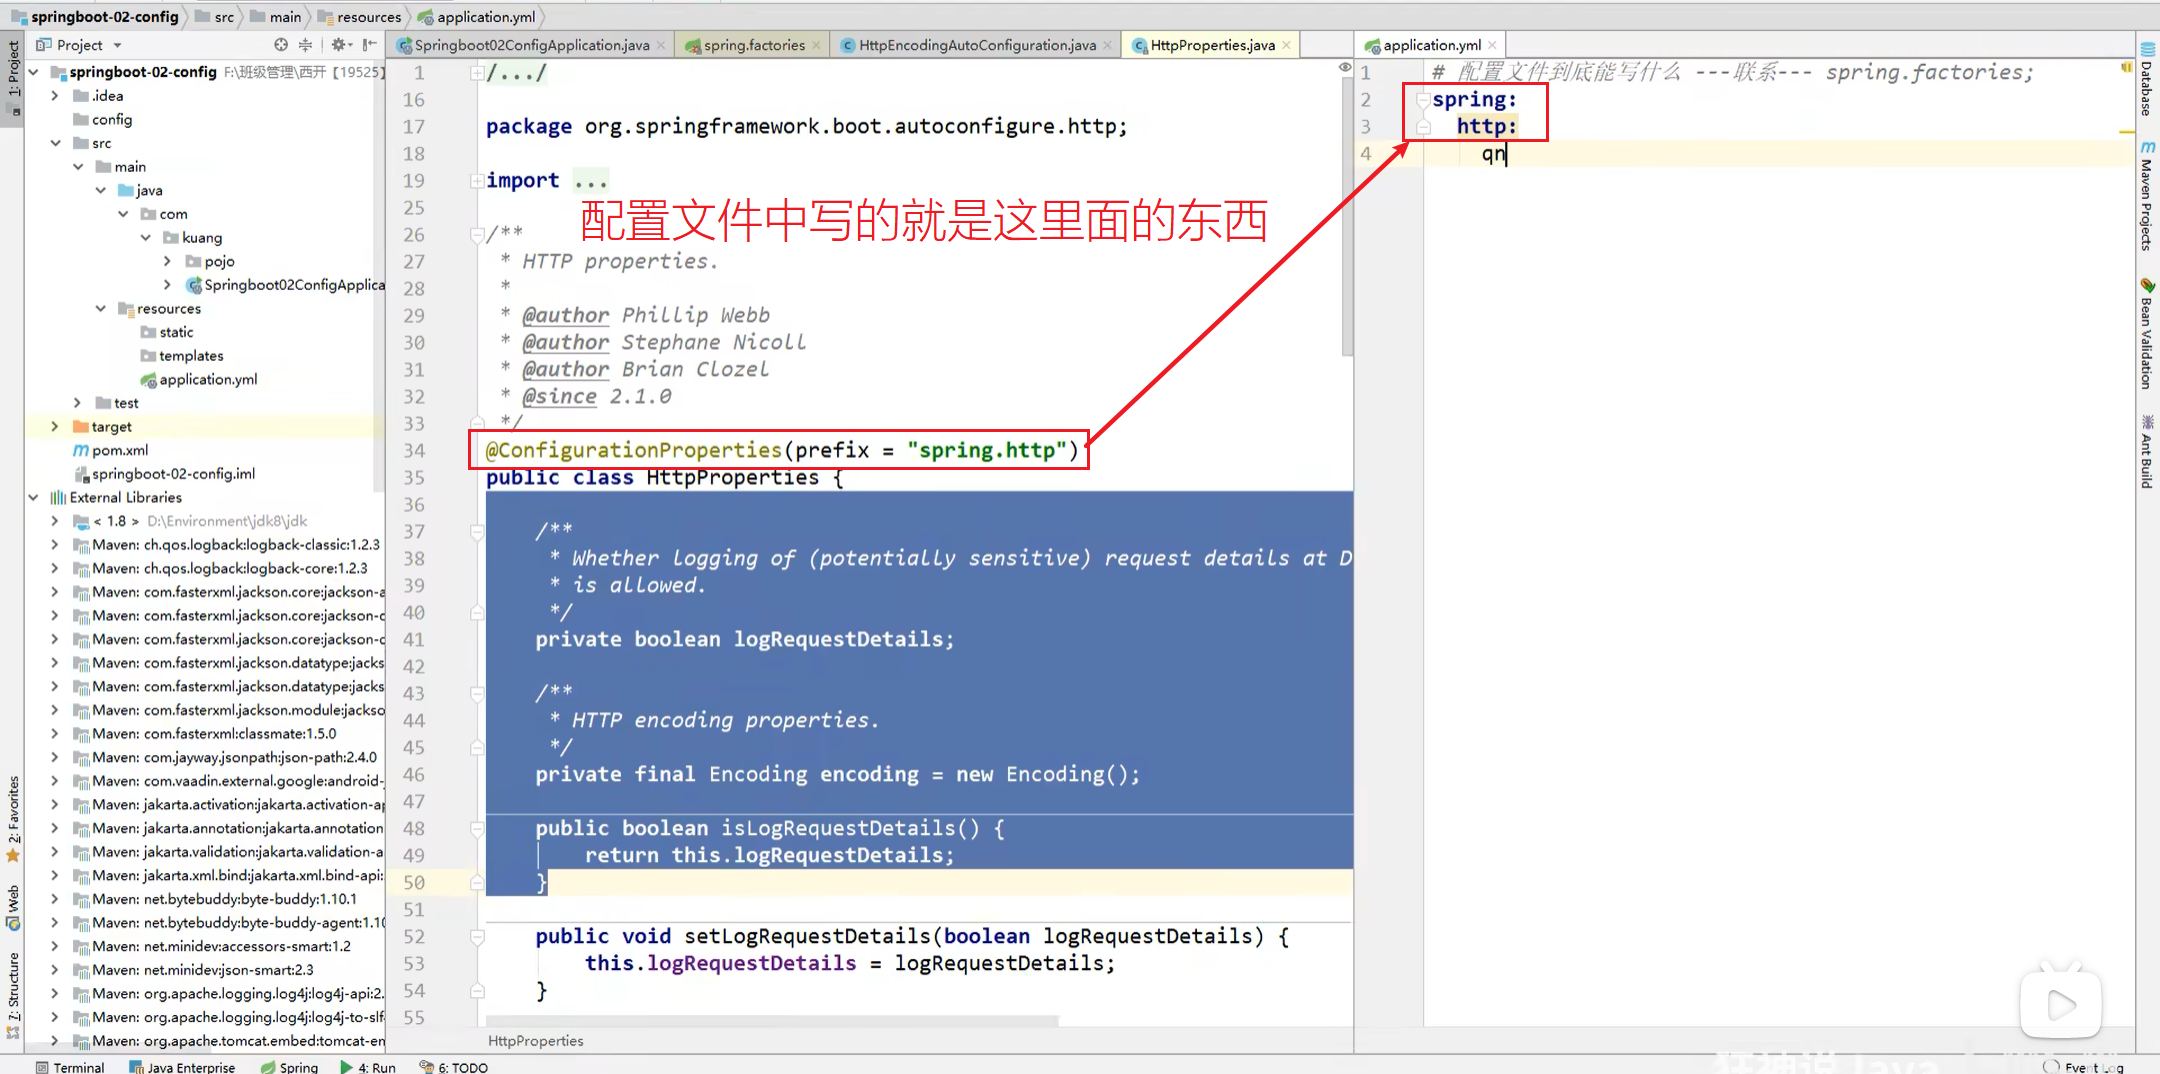 springboot-02-config src main resources application.yml
Project
Springboot02ConfigApplication.java spring.factories HttpEncodingAutoConfiguration.java HttpProperties.java application.yml
1: Project
2: Favorites
Web
7: Structure
springboot-02-config F:\班级管理\西开【19525】
.idea
config
src
main
java
com
kuang
pojo
Springboot02ConfigApplica
resources
static
templates
application.yml
test
target
pom.xml
springboot-02-config.iml
External Libraries
< 1.8 > D:\Environment\jdk8\jdk
Maven: ch.qos.logback:logback-classic:1.2.3
Maven: ch.qos.logback:logback-core:1.2.3
Maven: com.fasterxml.jackson.core:jackson-a
Maven: com.fasterxml.jackson.core:jackson-c
Maven: com.fasterxml.jackson.core:jackson-c
Maven: com.fasterxml.jackson.datatype:jacks
Maven: com.fasterxml.jackson.datatype:jacks
Maven: com.fasterxml.jackson.module:jackso
Maven: com.fasterxml:classmate:1.5.0
Maven: com.jayway.jsonpath:json-path:2.4.0
Maven: com.vaadin.external.google:android-
Maven: jakarta.activation:jakarta.activation-ap
Maven: jakarta.annotation:jakarta.annotation
Maven: jakarta.validation:jakarta.validation-a
Maven: jakarta.xml.bind:jakarta.xml.bind-api:
Maven: net.bytebuddy:byte-buddy:1.10.1
Maven: net.bytebuddy:byte-buddy-agent:1.10
Maven: net.minidev:accessors-smart:1.2
Maven: net.minidev:json-smart:2.3
Maven: org.apache.logging.log4j:log4j-api:2.
Maven: org.apache.logging.log4j:log4j-to-slf
Maven: org.apache.tomcat.embed:tomcat-en
1 /.../
16
17 package org.springframework.boot.autoconfigure.http;
18
19 import ...
25
配置文件中写的就是这里面的东西
26 /**
27 * HTTP properties.
28 *
29 * @author Phillip Webb
30 * @author Stephane Nicoll
31 * @author Brian Clozel
32 * @since 2.1.0
33 */
34 @ConfigurationProperties(prefix = "spring.http")
35 public class HttpProperties {
36
37 /**
38 * Whether logging of (potentially sensitive) request details at D
39 * is allowed.
40 */
41 private boolean logRequestDetails;
42
43 /**
44 * HTTP encoding properties.
45 */
46 private final Encoding encoding = new Encoding();
47
48 public boolean isLogRequestDetails() {
49 return this.logRequestDetails;
50 }
51
52 public void setLogRequestDetails(boolean logRequestDetails) {
53 this.logRequestDetails = logRequestDetails;
54 }
55
HttpProperties
1 # 配置文件到底能写什么 ---联系--- spring.factories;
2 spring:
3 http:
4 qn
Database
Maven Projects
Bean Validation
Ant Build
Terminal Java Enterprise Spring 4: Run 6: TODO
Event Log